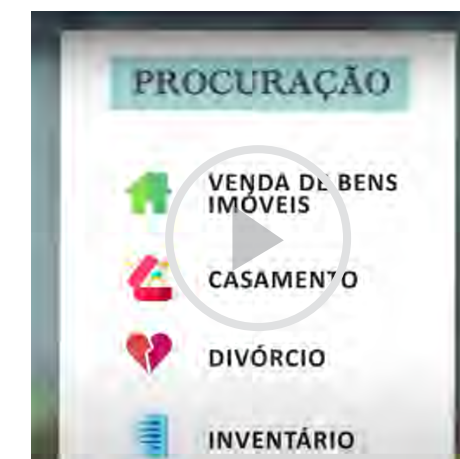 PROCURAÇÃO
VENDA DE BENS
IMÓVEIS
CASAMENTO
DIVÓRCIO
INVENTÁRIO